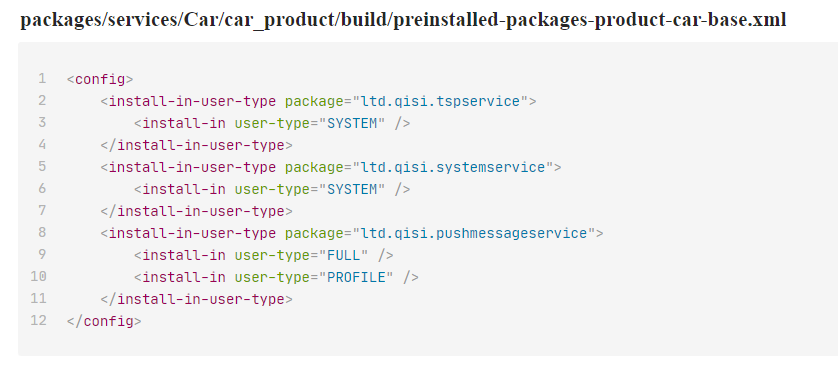 packages/services/Car/car_product/build/preinstalled-packages-product-car-base.xml
1 <config>
2     <install-in-user-type package="ltd.qisi.tspservice">
3         <install-in user-type="SYSTEM" />
4     </install-in-user-type>
5     <install-in-user-type package="ltd.qisi.systemservice">
6         <install-in user-type="SYSTEM" />
7     </install-in-user-type>
8     <install-in-user-type package="ltd.qisi.pushmessageservice">
9         <install-in user-type="FULL" />
10         <install-in user-type="PROFILE" />
11     </install-in-user-type>
12 </config>